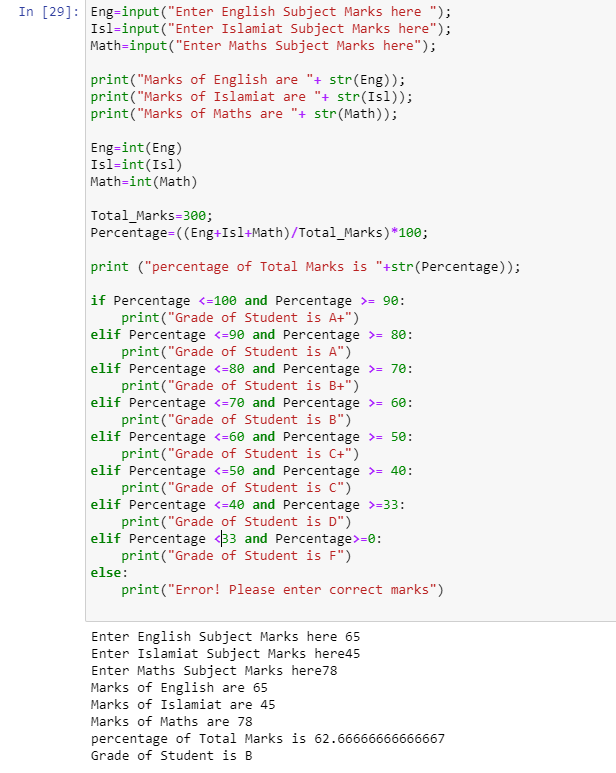 In [29]: Eng=input("Enter English Subject Marks here ");
Isl=input("Enter Islamiat Subject Marks here");
Math=input("Enter Maths Subject Marks here");

print("Marks of English are "+ str(Eng));
print("Marks of Islamiat are "+ str(Isl));
print("Marks of Maths are "+ str(Math));

Eng=int(Eng)
Isl=int(Isl)
Math=int(Math)

Total_Marks=300;
Percentage=((Eng+Isl+Math)/Total_Marks)*100;

print ("percentage of Total Marks is "+str(Percentage));

if Percentage <=100 and Percentage >= 90:
    print("Grade of Student is A+")
elif Percentage <=90 and Percentage >= 80:
    print("Grade of Student is A")
elif Percentage <=80 and Percentage >= 70:
    print("Grade of Student is B+")
elif Percentage <=70 and Percentage >= 60:
    print("Grade of Student is B")
elif Percentage <=60 and Percentage >= 50:
    print("Grade of Student is C+")
elif Percentage <=50 and Percentage >= 40:
    print("Grade of Student is C")
elif Percentage <=40 and Percentage >=33:
    print("Grade of Student is D")
elif Percentage <33 and Percentage>=0:
    print("Grade of Student is F")
else:
    print("Error! Please enter correct marks")

Enter English Subject Marks here 65
Enter Islamiat Subject Marks here45
Enter Maths Subject Marks here78
Marks of English are 65
Marks of Islamiat are 45
Marks of Maths are 78
percentage of Total Marks is 62.66666666666667
Grade of Student is B